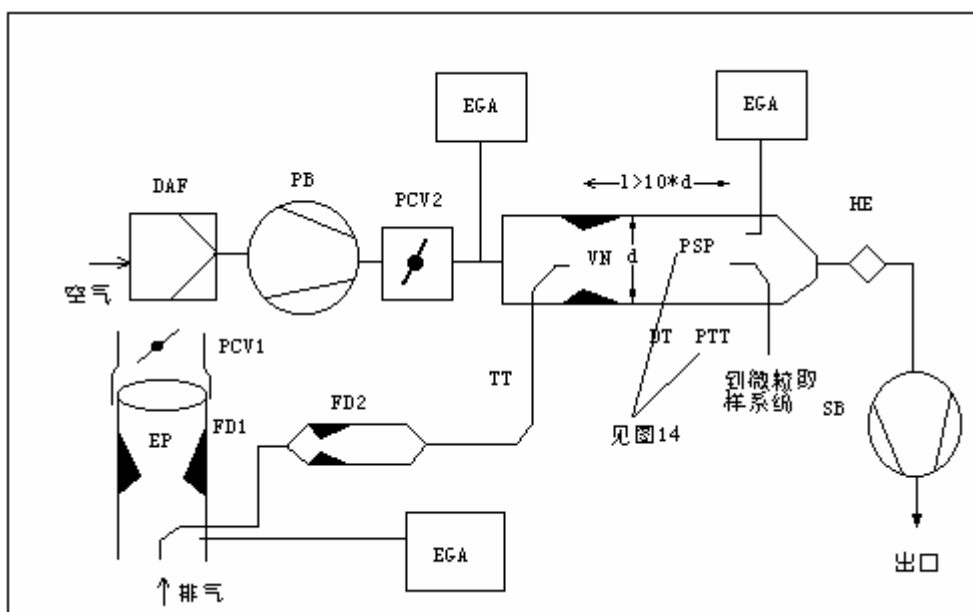 EGA
EGA
DAF
PB
PCV2
l>10*d
HE
空气
VN
d
PSP
PCV1
DT
PTT
TT
到微粒取
样系统
SB
FD2
EP
FD1
见图14
EGA
出口
排气